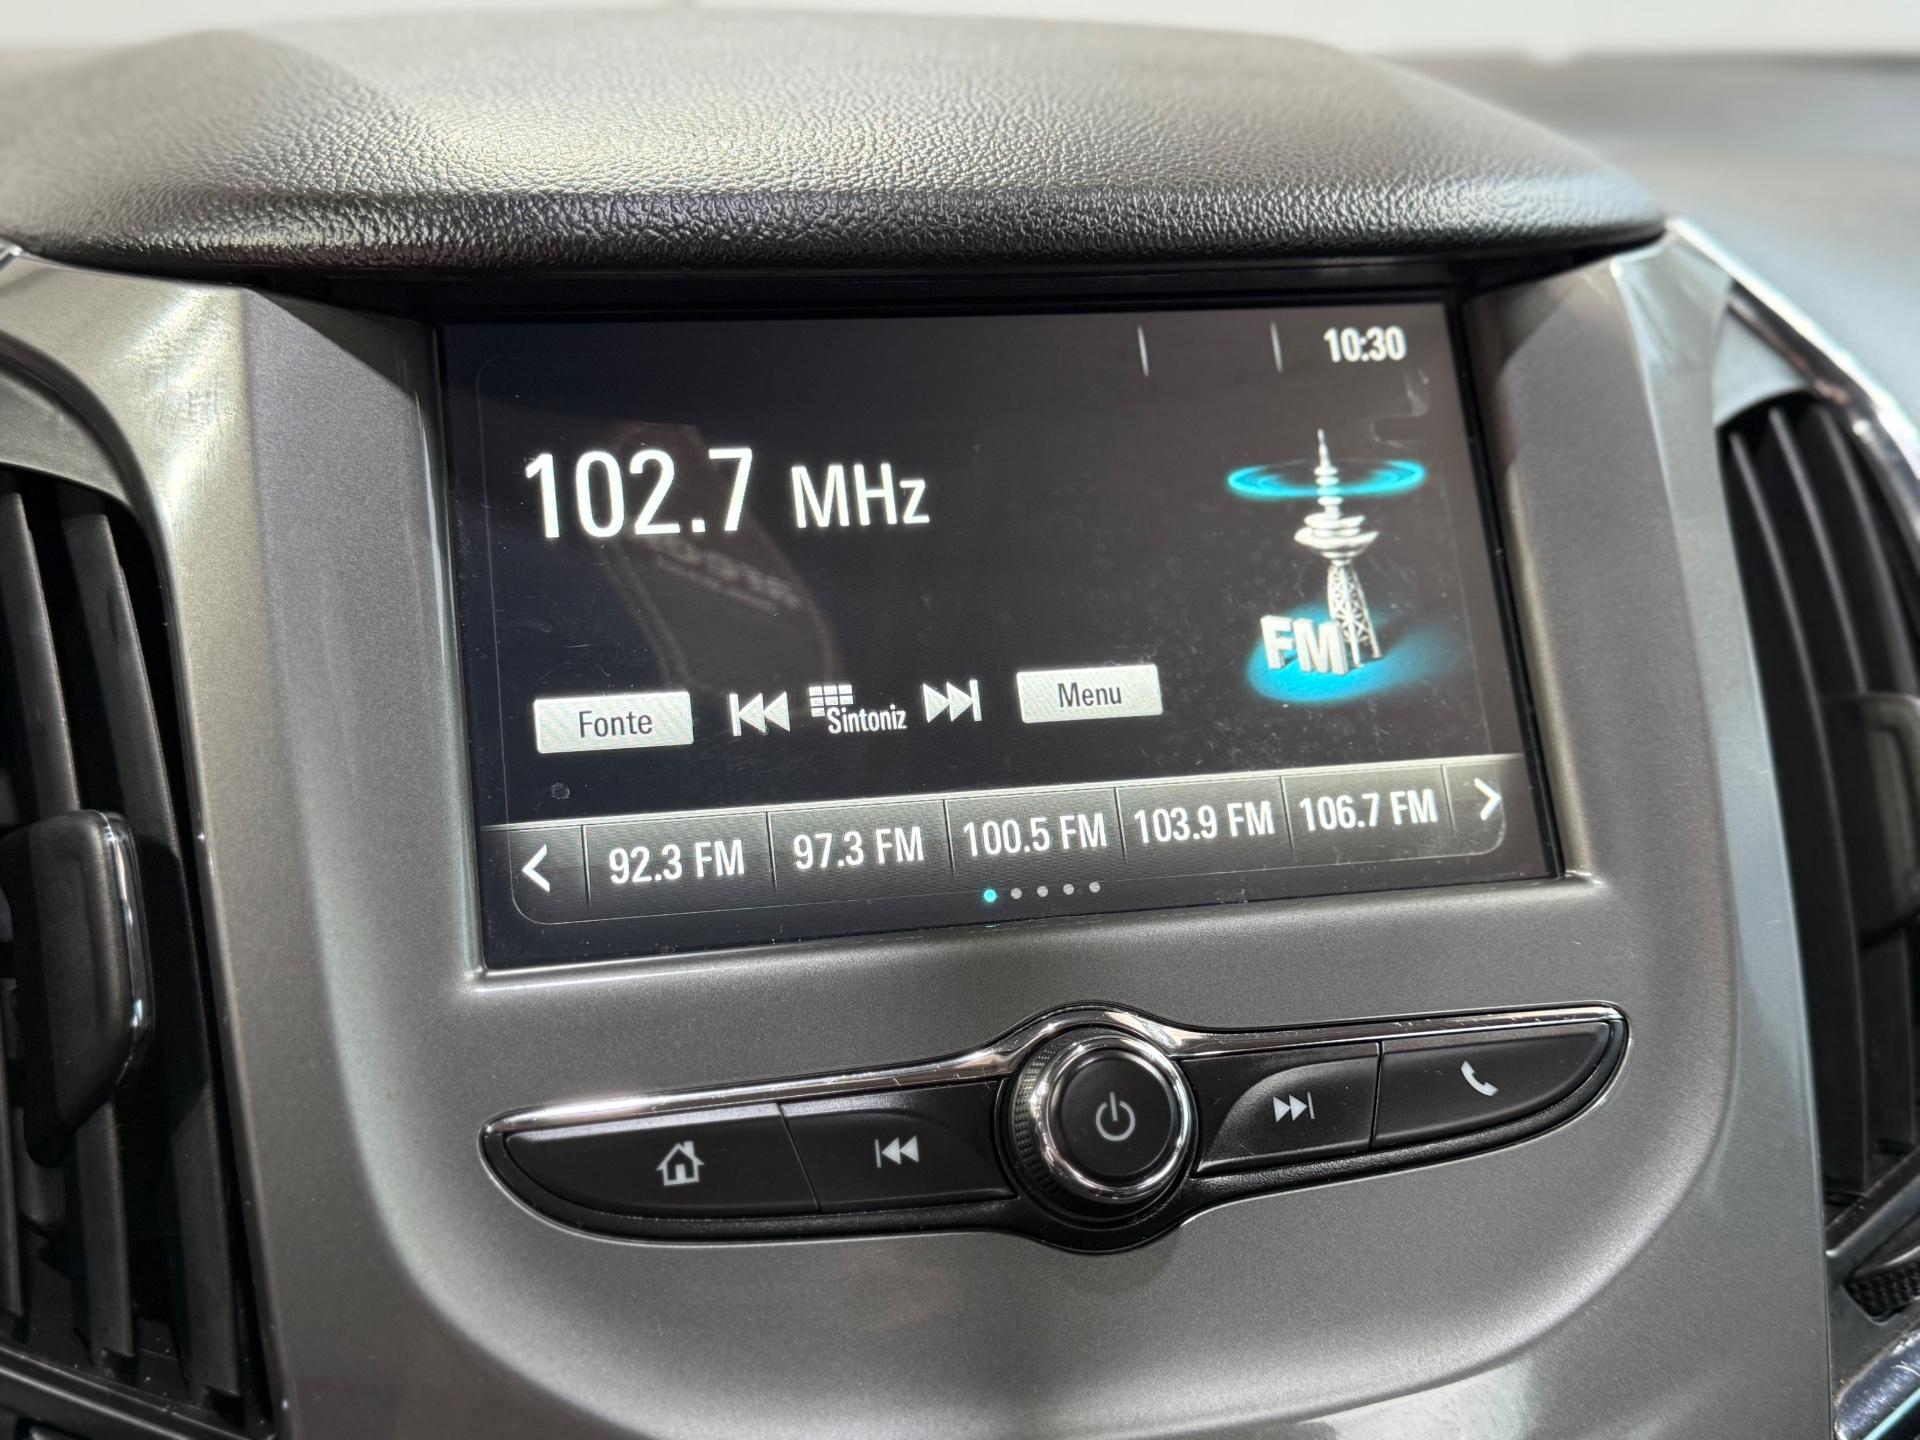 10:30
102.7 MHz
FM
Fonte
Sintoniz
Menu
92.3 FM
97.3 FM
100.5 FM
103.9 FM
106.7 FM